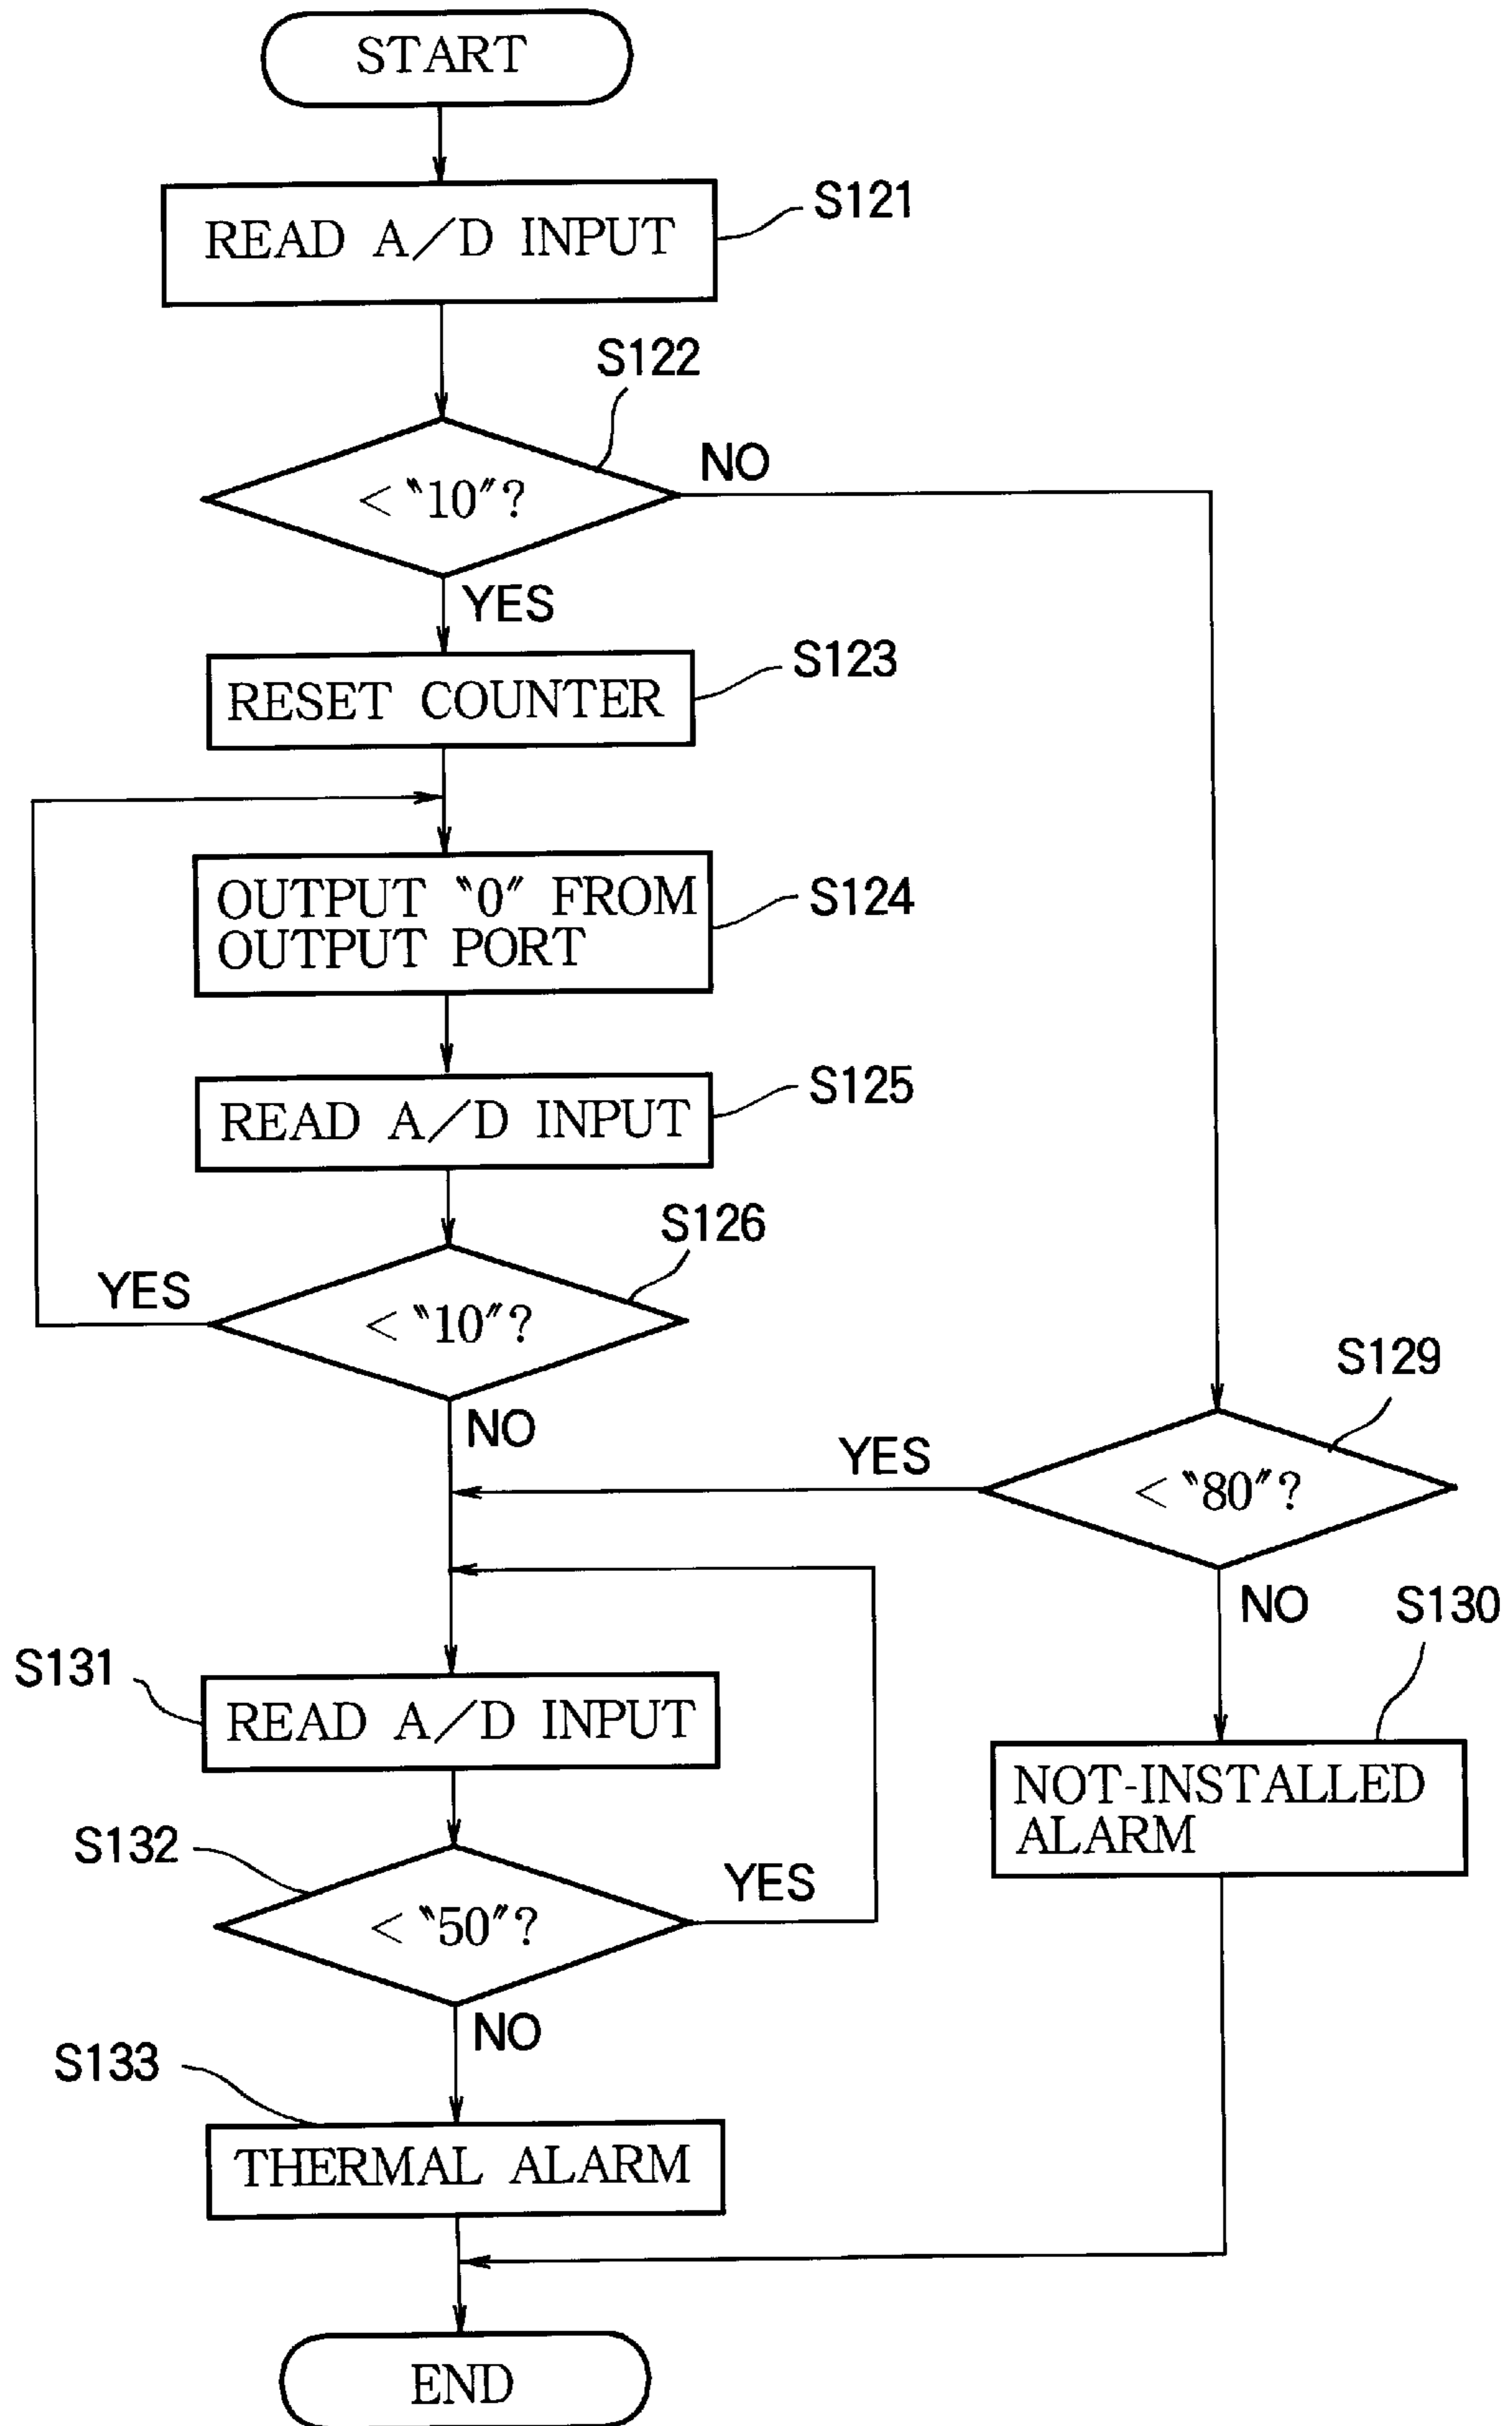 START
READ A/D INPUT
S121
S122
< "10"?
NO
YES
RESET COUNTER
S123
OUTPUT "0" FROM
OUTPUT PORT
S124
READ A/D INPUT
S125
S126
< "10"?
YES
NO
S129
< "80"?
YES
NO
S130
NOT-INSTALLED
ALARM
S131
READ A/D INPUT
S132
< "50"?
YES
NO
S133
THERMAL ALARM
END